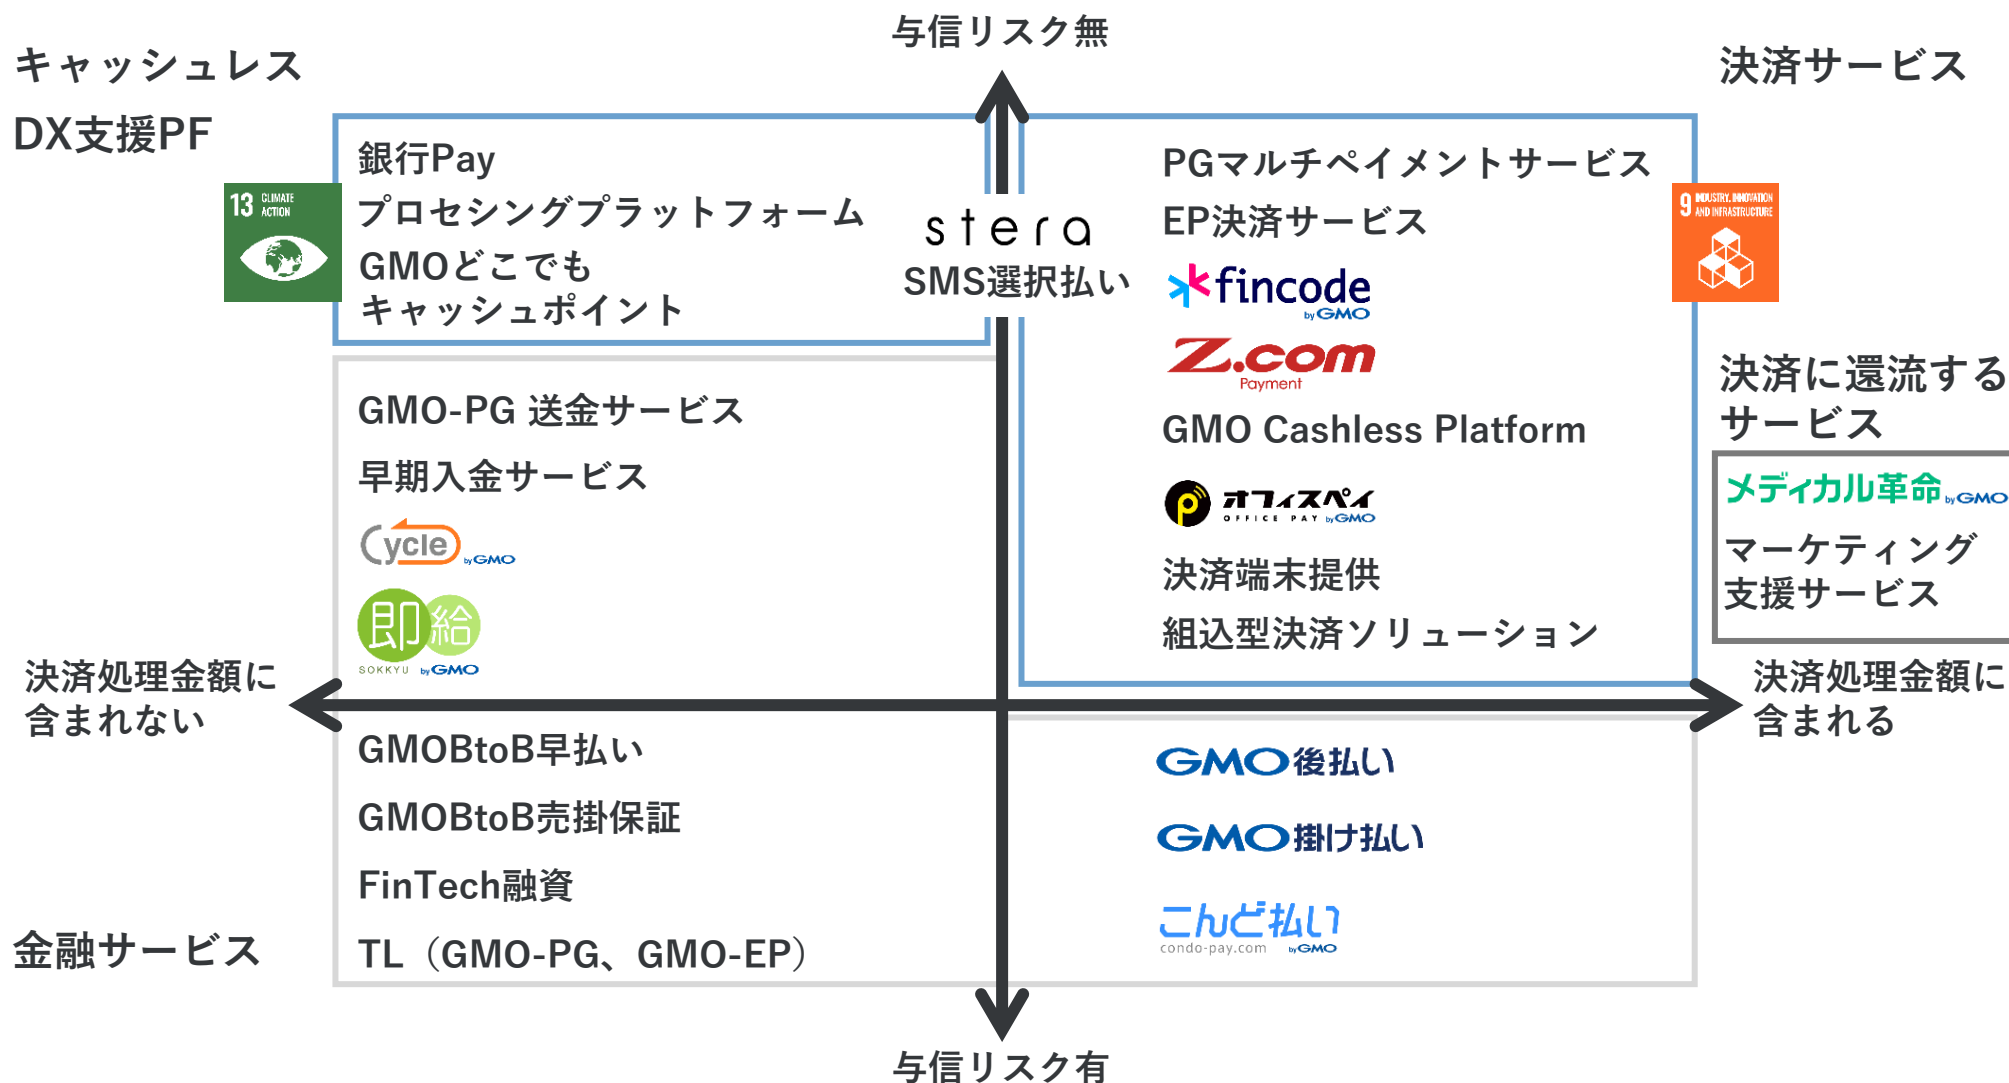 与信リスク無
キャッシュレス
DX支援PF
決済サービス
13 CLIMATE
ACTION
銀行Pay
プロセシングプラットフォーム
GMOどこでも
キャッシュポイント
stera
SMS選択払い
PGマルチペイメントサービス
EP決済サービス
fincode
byGMO
Z.com
Payment
GMO Cashless Platform
オフィスペイ
OFFICE PAY byGMO
決済端末提供
組込型決済ソリューション
9 INDUSTRY, INNOVATION
AND INFRASTRUCTURE
決済に還流する
サービス
メディカル革命 byGMO
マーケティング
支援サービス
GMO-PG 送金サービス
早期入金サービス
Cycle byGMO
即給
SOKKYU byGMO
決済処理金額に
含まれない
決済処理金額に
含まれる
GMOBtoB早払い
GMOBtoB売掛保証
FinTech融資
TL（GMO-PG、GMO-EP）
金融サービス
GMO後払い
GMO掛け払い
こんど払い
condo-pay.com byGMO
与信リスク有